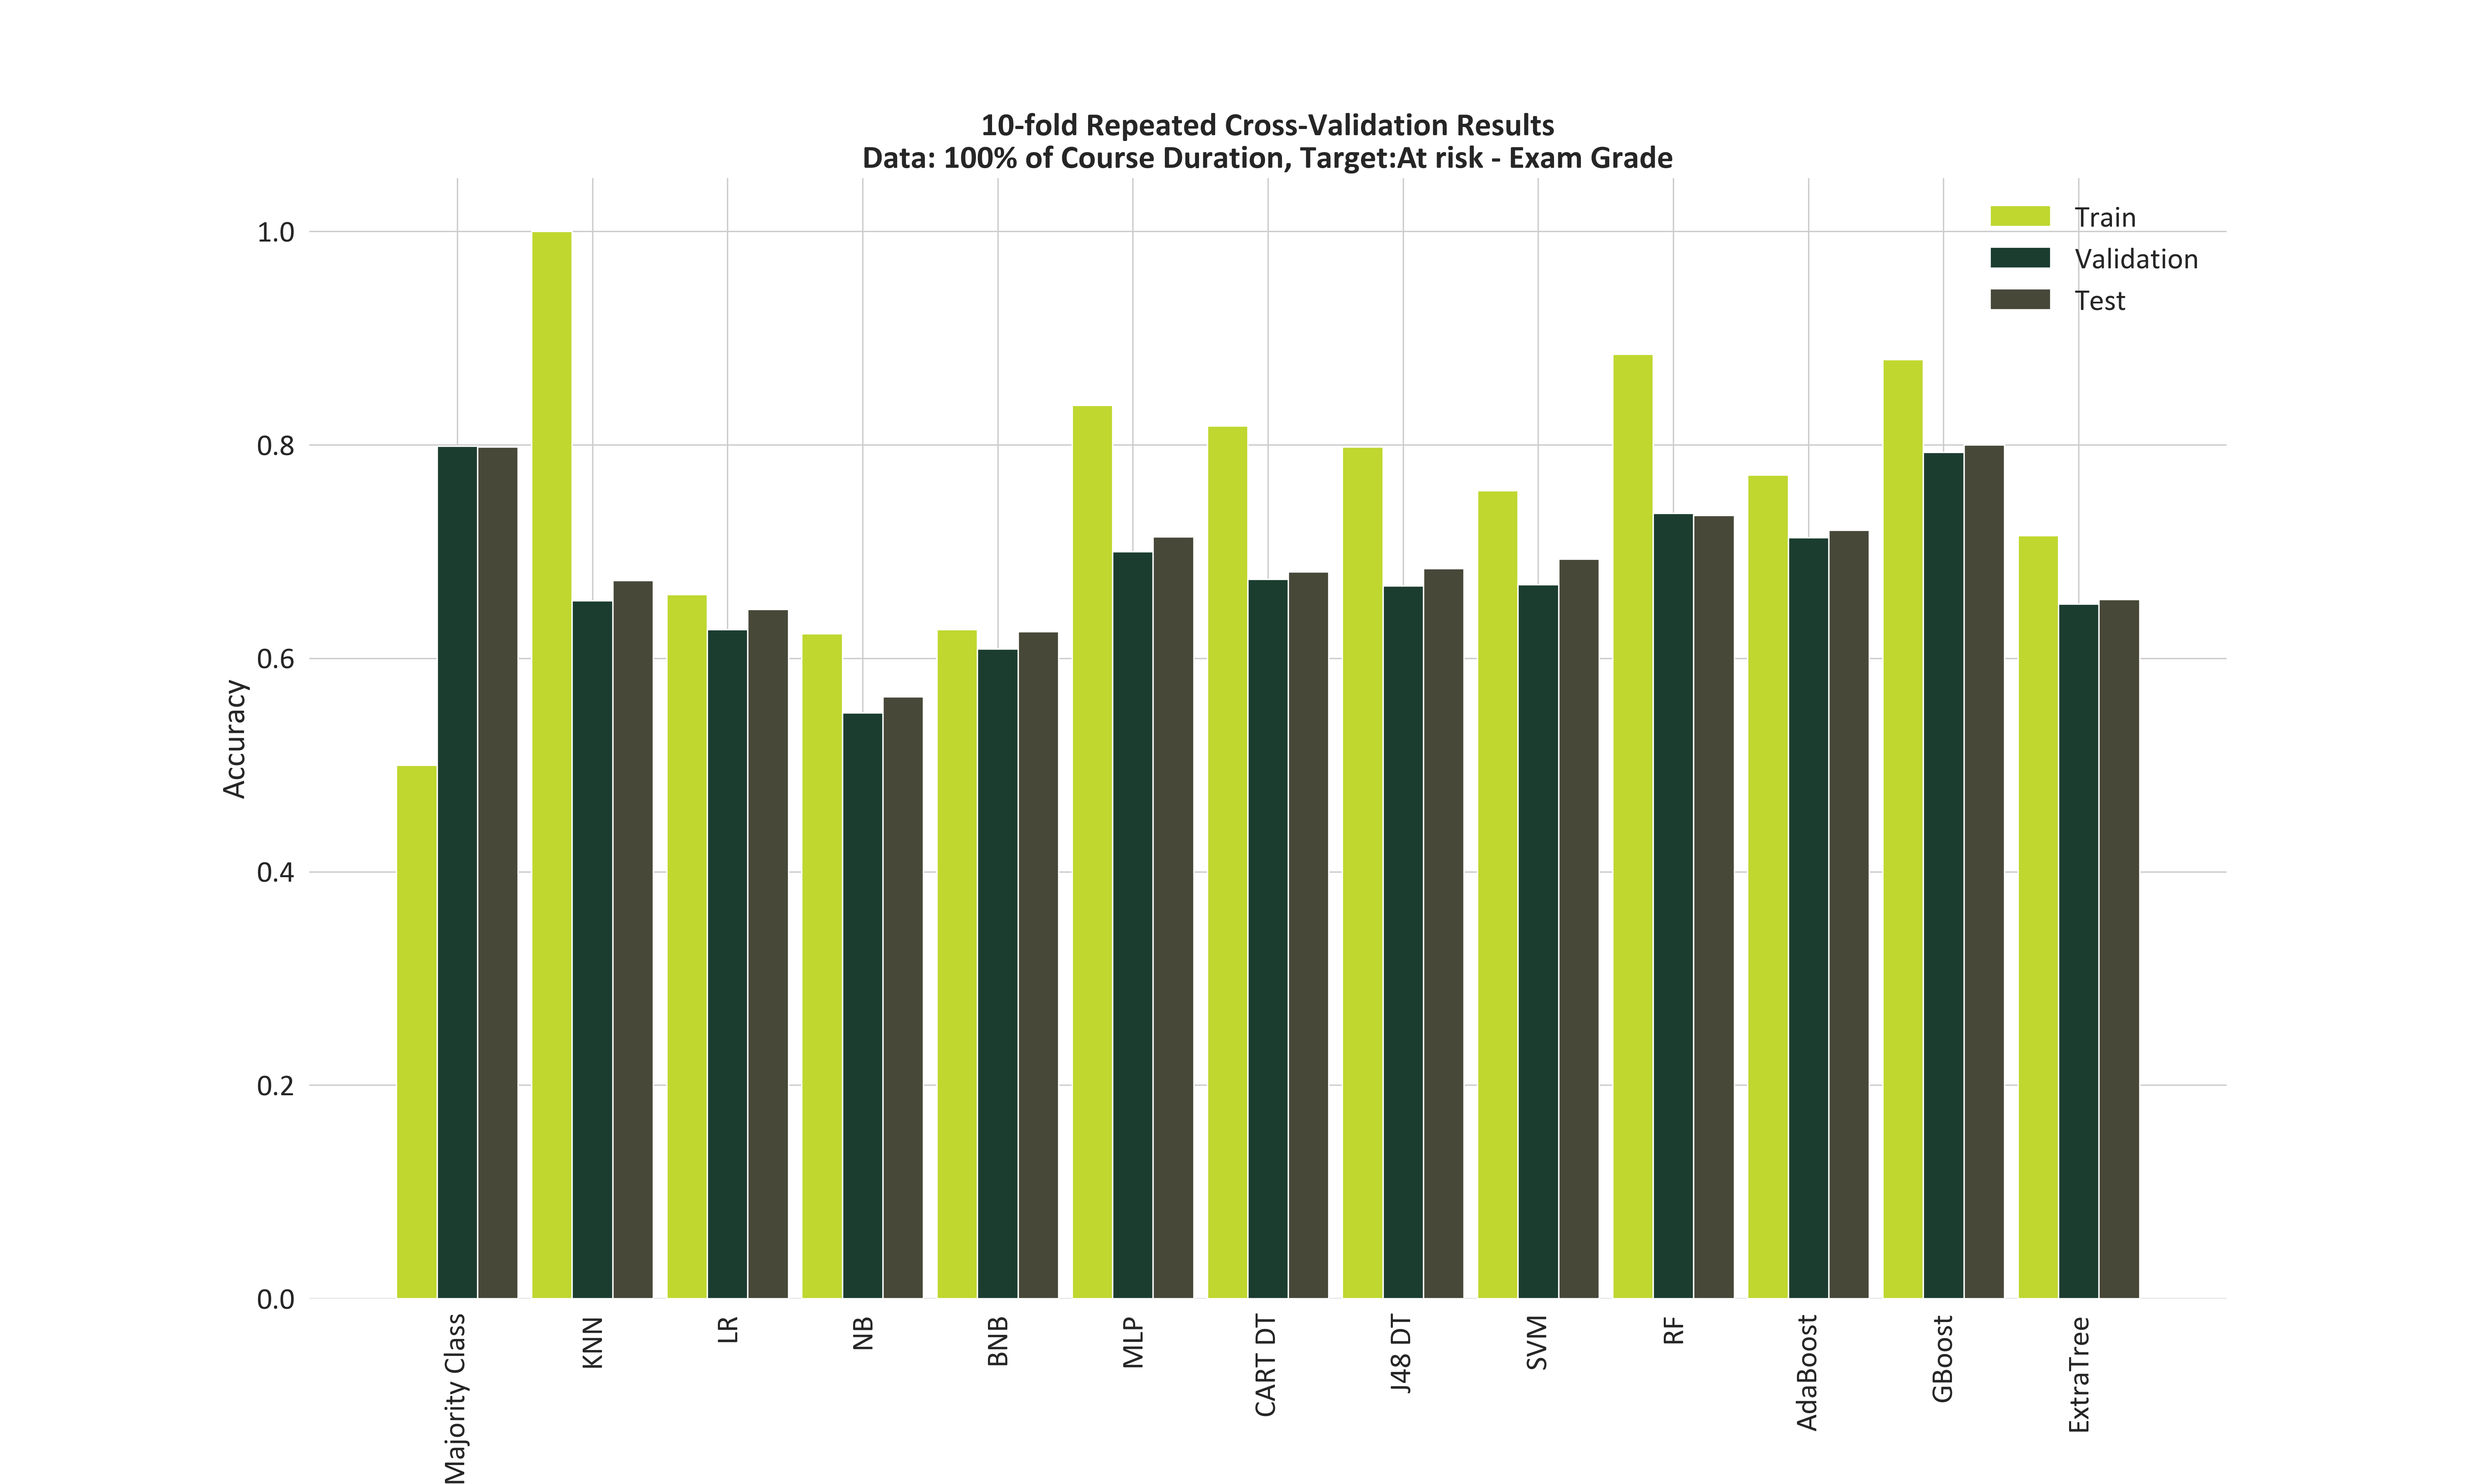 10-fold Repeated Cross-Validation Results
Data: 100% of Course Duration, Target:At risk - Exam Grade
Train
Validation
Test
Accuracy
1.0
0.8
0.6
0.4
0.2
0.0
Majority Class
KNN
LR
NB
BNB
MLP
CART DT
J48 DT
SVM
RF
AdaBoost
GBoost
ExtraTree